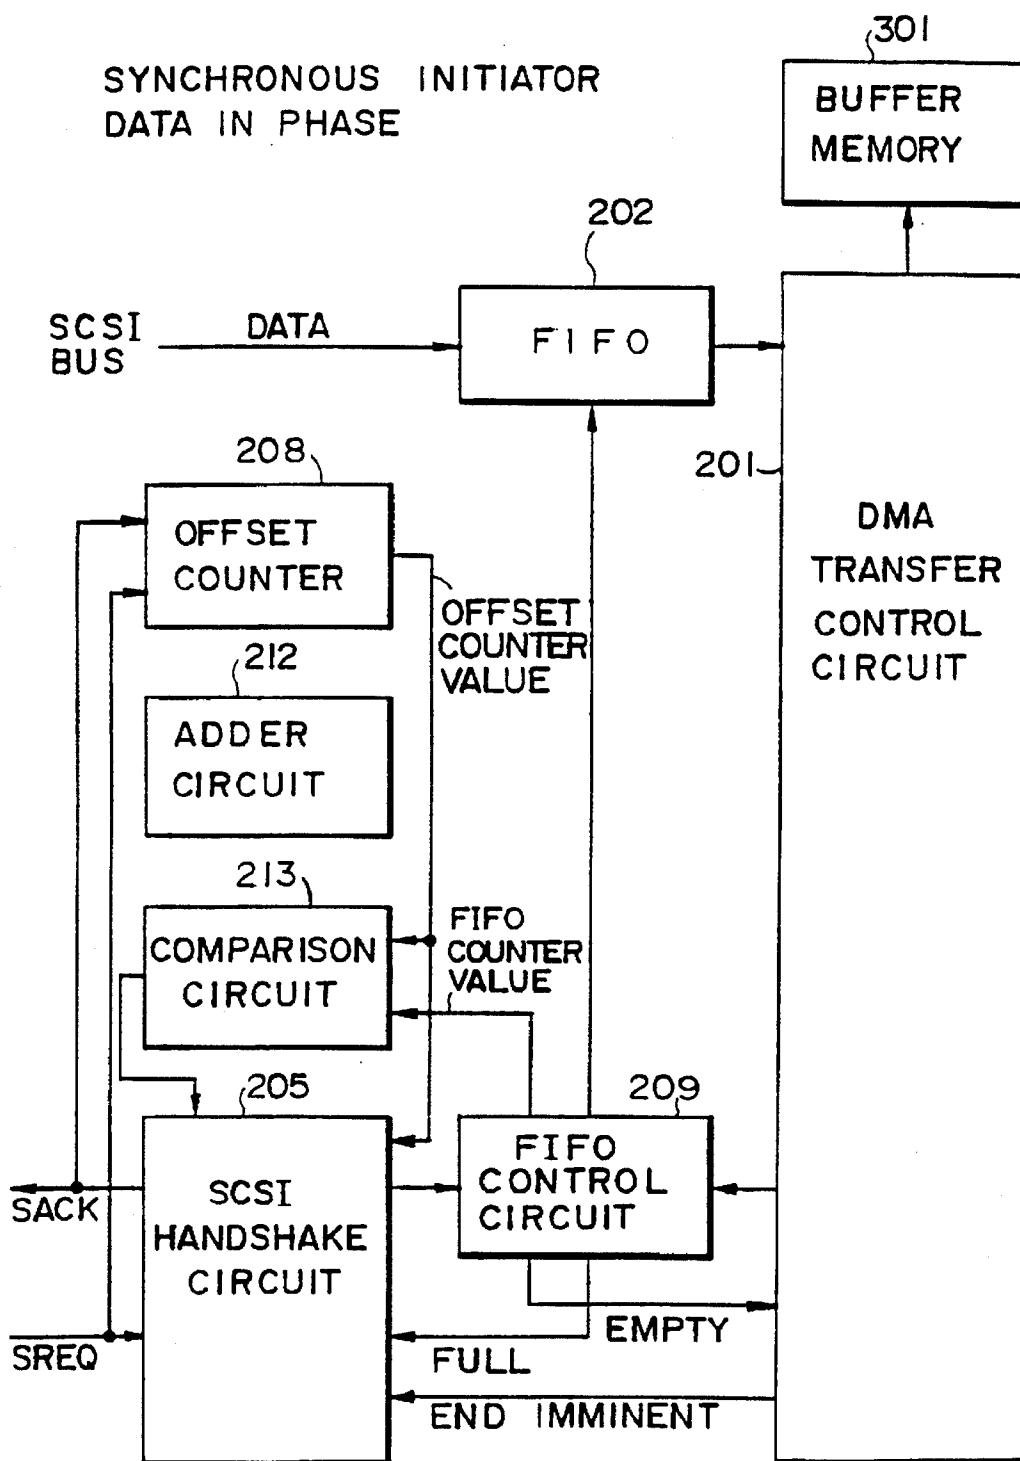 301
SYNCHRONOUS INITIATOR
DATA IN PHASE
BUFFER
MEMORY
202
SCSI
BUS
DATA
FIFO
208
OFFSET
COUNTER
201
DMA
TRANSFER
CONTROL
CIRCUIT
OFFSET
COUNTER
VALUE
212
ADDER
CIRCUIT
213
COMPARISON
CIRCUIT
FIFO
COUNTER
VALUE
205
209
SCSI
HANDSHAKE
CIRCUIT
FIFO
CONTROL
CIRCUIT
SACK
SREQ
EMPTY
FULL
END IMMINENT